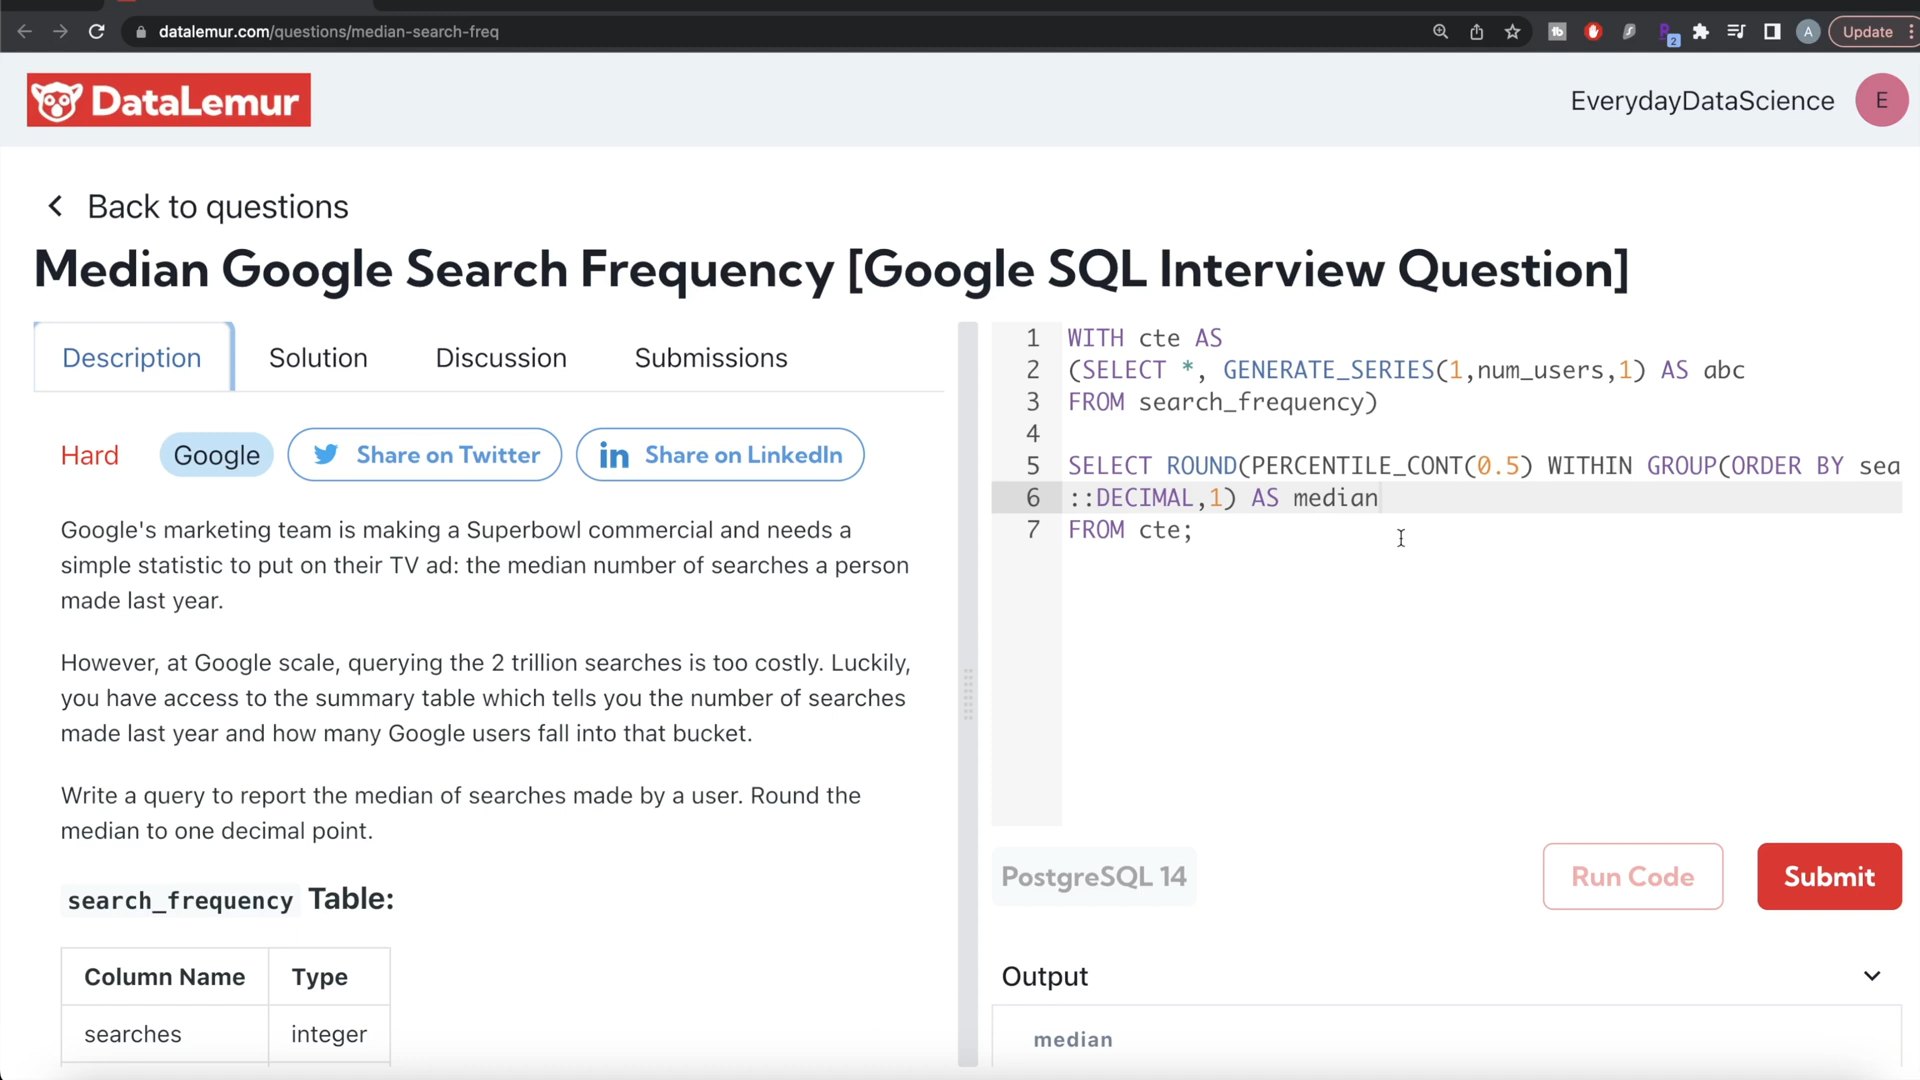 datalemur.com/questions/median-search-freq
2
A
Update
DataLemur
EverydayDataScience
E
Back to questions
Median Google Search Frequency [Google SQL Interview Question]
Description
Solution
Discussion
Submissions
Hard
Google
Share on Twitter
in
Share on LinkedIn
Google's marketing team is making a Superbowl commercial and needs a
simple statistic to put on their TV ad: the median number of searches a person
made last year.
However, at Google scale, querying the 2 trillion searches is too costly. Luckily,
you have access to the summary table which tells you the number of searches
made last year and how many Google users fall into that bucket.
Write a query to report the median of searches made by a user. Round the
median to one decimal point.
search_frequency Table:
Column Name Type
searches integer
1 WITH cte AS
2 (SELECT *, GENERATE_SERIES(1,num_users,1) AS abc
3 FROM search_frequency)
4
5 SELECT ROUND(PERCENTILE_CONT(0.5) WITHIN GROUP(ORDER BY sea
6 ::DECIMAL,1) AS median
7 FROM cte;
PostgreSQL 14
Run Code
Submit
Output
median